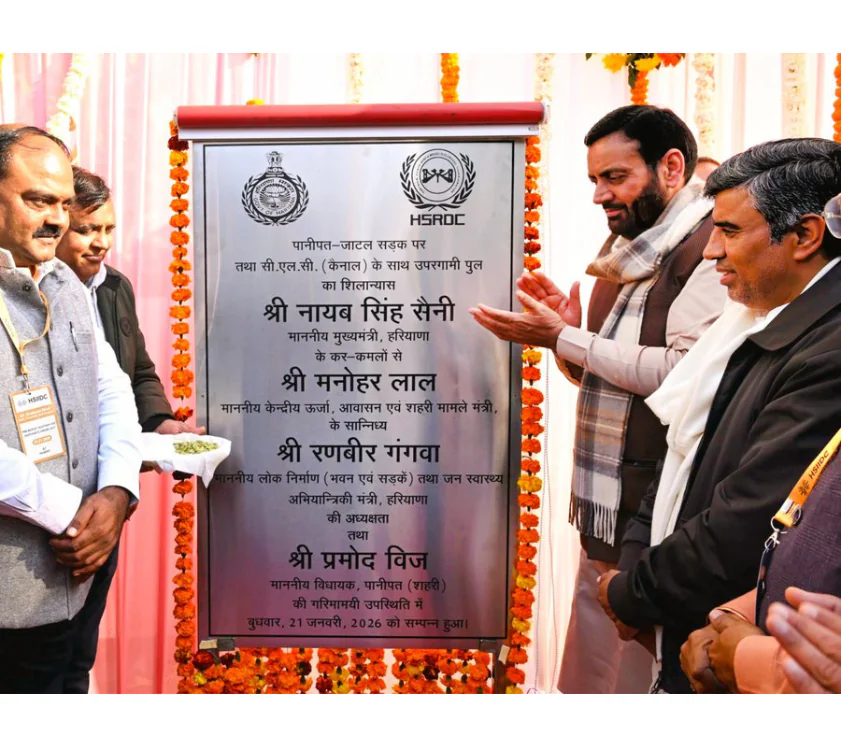 HSRDC
पानीपत-जाटल सड़क पर
तथा सी.एल.सी. (कैनाल) के साथ उपरगामी पुल
का शिलान्यास
श्री नायब सिंह सैनी
माननीय मुख्यमंत्री, हरियाणा
के कर-कमलों से
श्री मनोहर लाल
माननीय केन्द्रीय ऊर्जा, आवासन एवं शहरी मामले मंत्री,
के सान्निध्य
श्री रणबीर गंगवा
माननीय लोक निर्माण (भवन एवं सड़कें) तथा जन स्वास्थ्य
अभियान्त्रिकी मंत्री, हरियाणा
की अध्यक्षता
तथा
श्री प्रमोद विज
माननीय विधायक, पानीपत (शहरी)
की गरिमामयी उपस्थिति में
बुधवार, 21 जनवरी, 2026 को सम्पन्न हुआ।
HSIIDC
HSIIDC